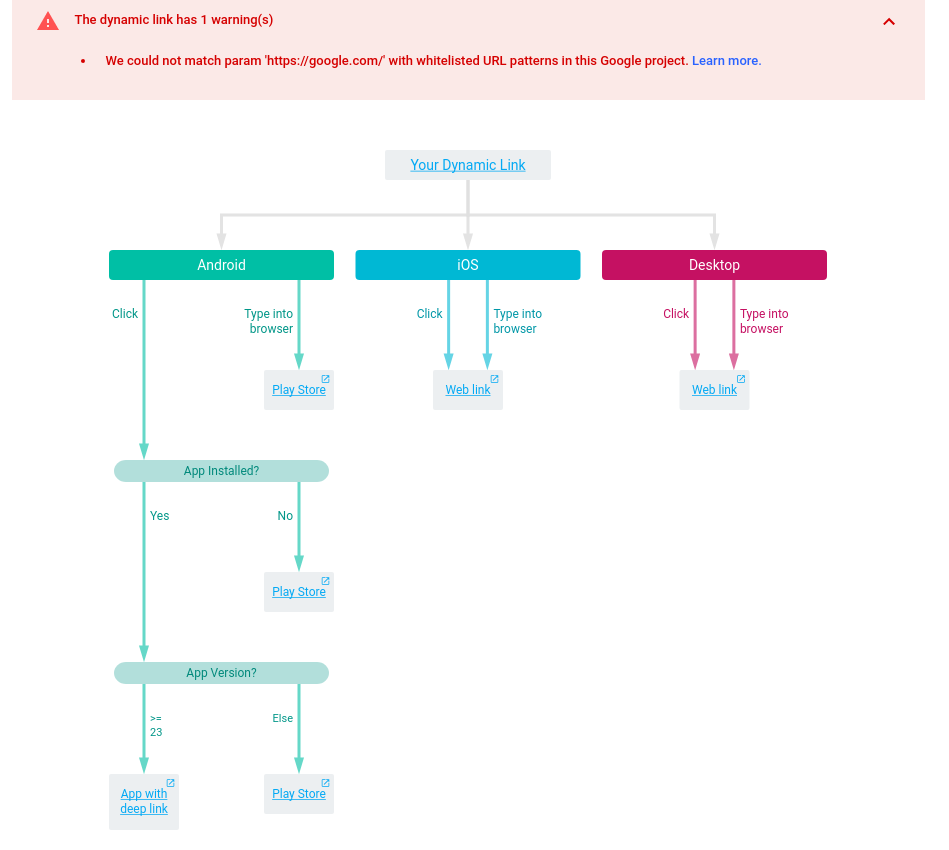 The dynamic link has 1 warning(s)
We could not match param 'https://google.com/' with whitelisted URL patterns in this Google project. Learn more.
Your Dynamic Link
Android
iOS
Desktop
Click
Type into
browser
Click
Type into
browser
Click
Type into
browser
Play Store
Web link
Web link
App Installed?
Yes
No
Play Store
App Version?
>=
23
Else
App with
deep link
Play Store